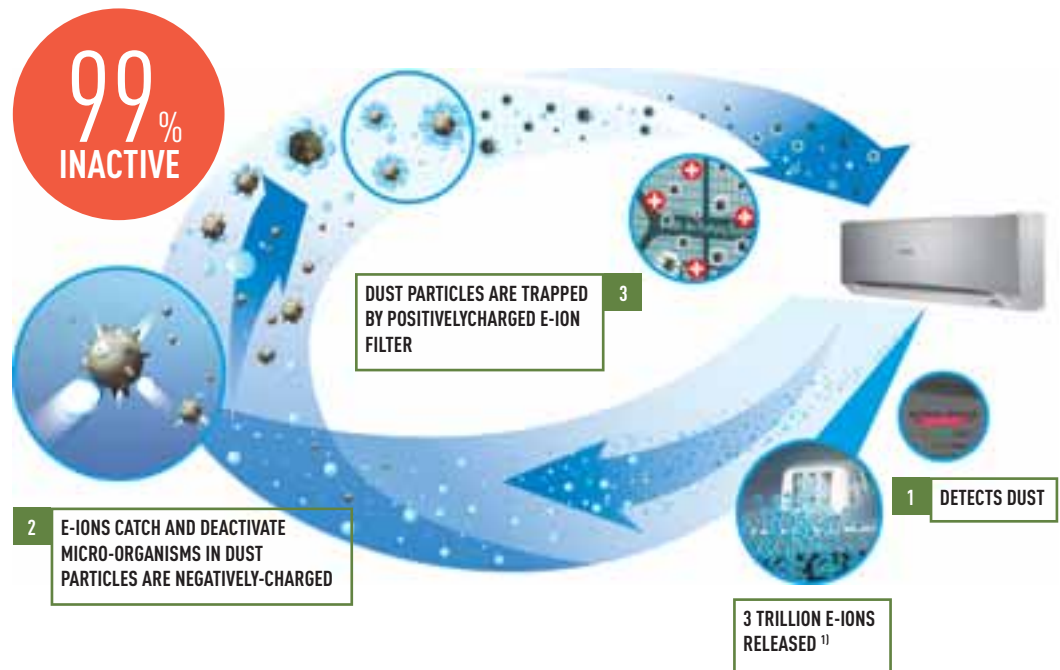 99%
INACTIVE
1
DETECTS DUST
3 TRILLION E-IONS
RELEASED 1)
2
E-IONS CATCH AND DEACTIVATE
MICRO-ORGANISMS IN DUST
PARTICLES ARE NEGATIVELY-CHARGED
3
DUST PARTICLES ARE TRAPPED
BY POSITIVELYCHARGED E-ION
FILTER